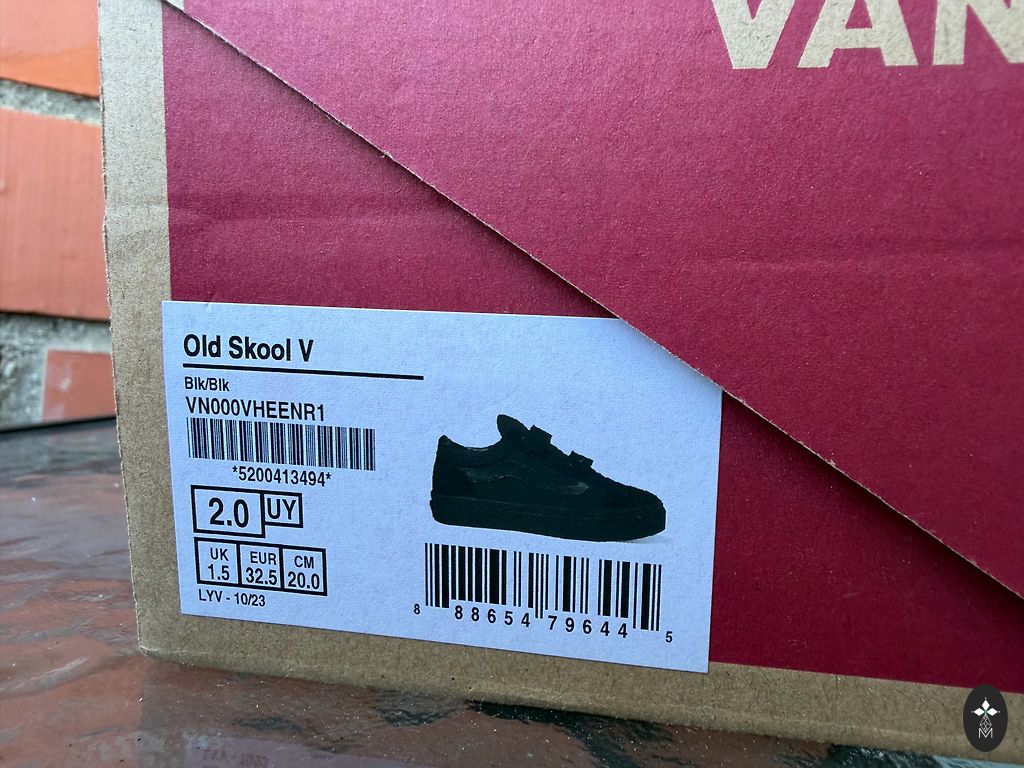 VAN
Old Skool V
Blk/Blk
VN000VHEENR1
*5200413494*
2.0 UY
UK EUR CM
1.5 32.5 20.0
LYV - 10/23
8 88654 79644 5
M